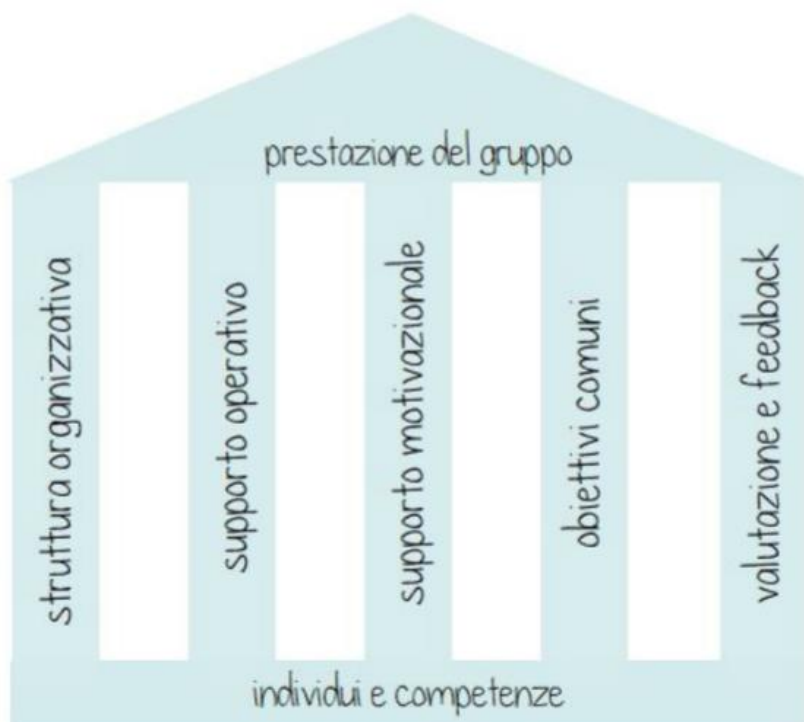 prestazione del gruppo
struttura organizzativa
supporto operativo
supporto motivazionale
obiettivi comuni
valutazione e feedback
individui e competenze